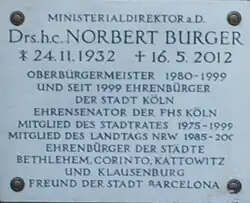 MINISTERIALDIREKTOR a.D.
Drs.h.c. NORBERT BURGER
* 24.11.1932 † 16.5.2012
OBERBÜRGERMEISTER 1980-1999
UND SEIT 1999 EHRENBÜRGER
DER STADT KÖLN
EHRENSENATOR DER FHS KÖLN
MITGLIED DES STADTRATES 1975-1999
MITGLIED DES LANDTAGS NRW 1985-200
EHRENBÜRGER DER STÄDTE
BETHLEHEM, CORINTO, KATTOWITZ
UND KLAUSENBURG
FREUND DER STADT BARCELONA